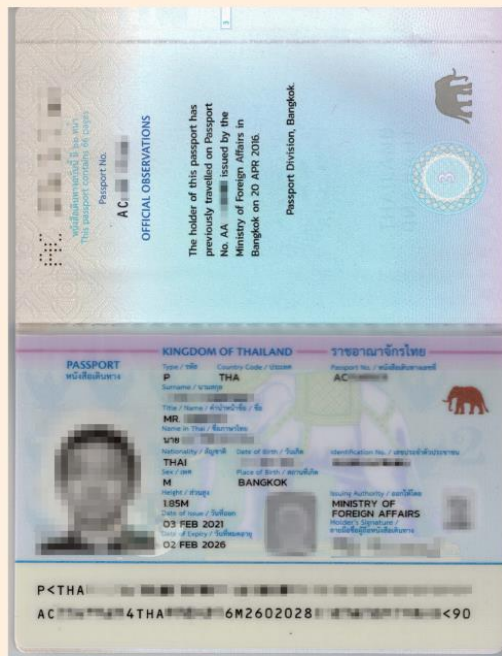 หนังสือเดินทางเล่มนี้ มี ๖๖ หน้า
This passport contains 66 pages
Passport No.
AC
OFFICIAL OBSERVATIONS
The holder of this passport has
previously travelled on Passport
No. AA issued by the
Ministry of Foreign Affairs in
Bangkok on 20 APR 2016.
Passport Division, Bangkok.
PASSPORT
หนังสือเดินทาง
KINGDOM OF THAILAND ราชอาณาจักรไทย
Type / รหัส Country Code / ประเทศ Passport No. / หนังสือเดินทางเลขที่
P THA AC
Surname / นามสกุล
Title / Name / คำนำหน้าชื่อ / ชื่อ
MR.
Name in Thai / ชื่อภาษาไทย
นาย
Nationality / สัญชาติ Date of Birth / วันเกิด Identification No. / เลขประจำตัวประชาชน
THAI
Sex / เพศ Place of Birth / สถานที่เกิด
M BANGKOK
Height / ส่วนสูง Issuing Authority / ออกให้โดย
1.85M MINISTRY OF
FOREIGN AFFAIRS
Date of Issue / วันที่ออก Holder's Signature /
03 FEB 2021 ลายมือชื่อผู้ถือหนังสือเดินทาง
Date of Expiry / วันที่หมดอายุ
02 FEB 2026
P<THA
AC 4THA 6M2602028 <90